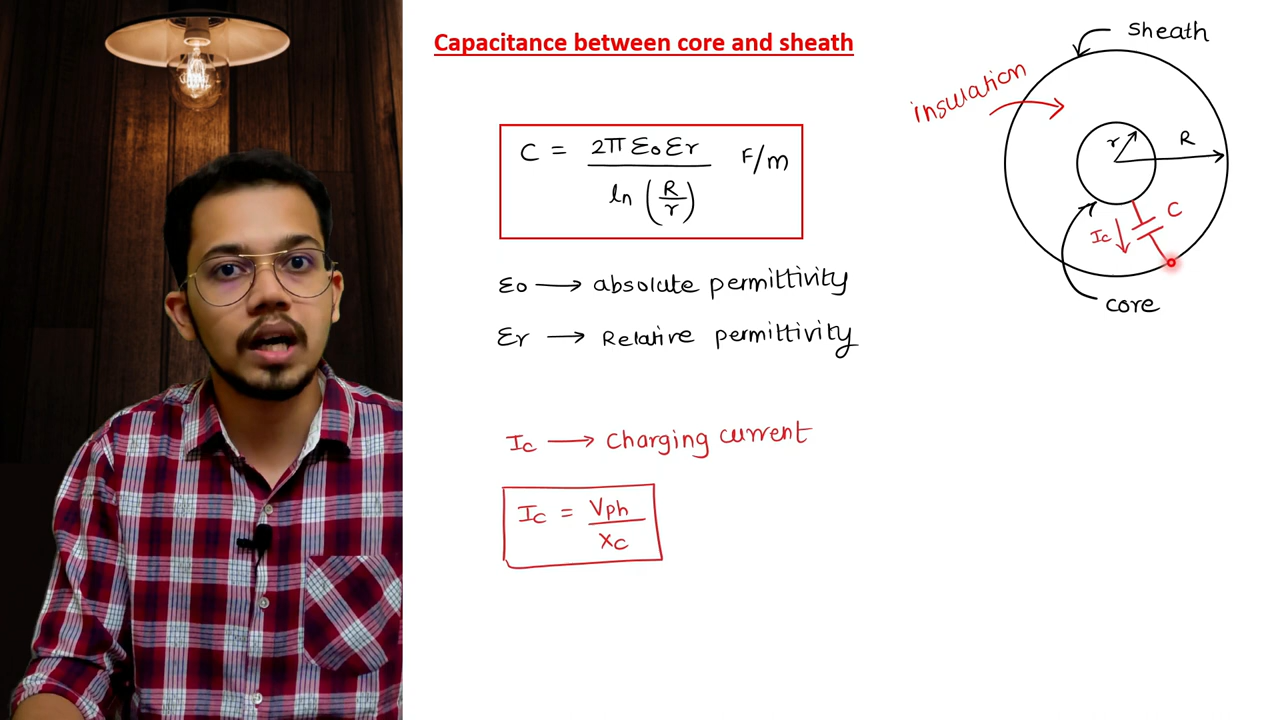 Capacitance between core and sheath
C = 2π ε0 εr / ln (R/r) F/m
ε0 → absolute permittivity
εr → Relative permittivity
Ic → Charging current
Ic = Vph / Xc
Sheath
insulation
r
R
Ic
C
core